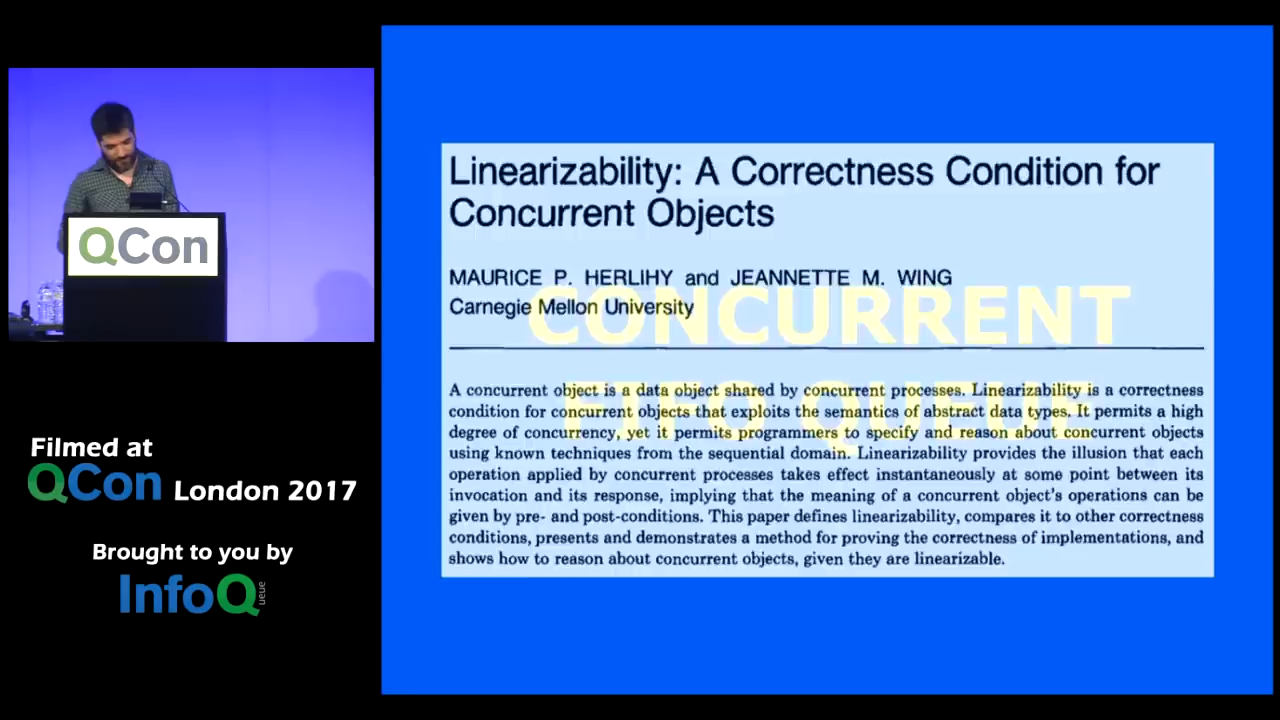 QCon
Filmed at
QCon London 2017
Brought to you by
InfoQ
ueue
Linearizability: A Correctness Condition for
Concurrent Objects
MAURICE P. HERLIHY and JEANNETTE M. WING
Carnegie Mellon University
CONCURRENT
FIFO QUEUE
A concurrent object is a data object shared by concurrent processes. Linearizability is a correctness
condition for concurrent objects that exploits the semantics of abstract data types. It permits a high
degree of concurrency, yet it permits programmers to specify and reason about concurrent objects
using known techniques from the sequential domain. Linearizability provides the illusion that each
operation applied by concurrent processes takes effect instantaneously at some point between its
invocation and its response, implying that the meaning of a concurrent object's operations can be
given by pre- and post-conditions. This paper defines linearizability, compares it to other correctness
conditions, presents and demonstrates a method for proving the correctness of implementations, and
shows how to reason about concurrent objects, given they are linearizable.